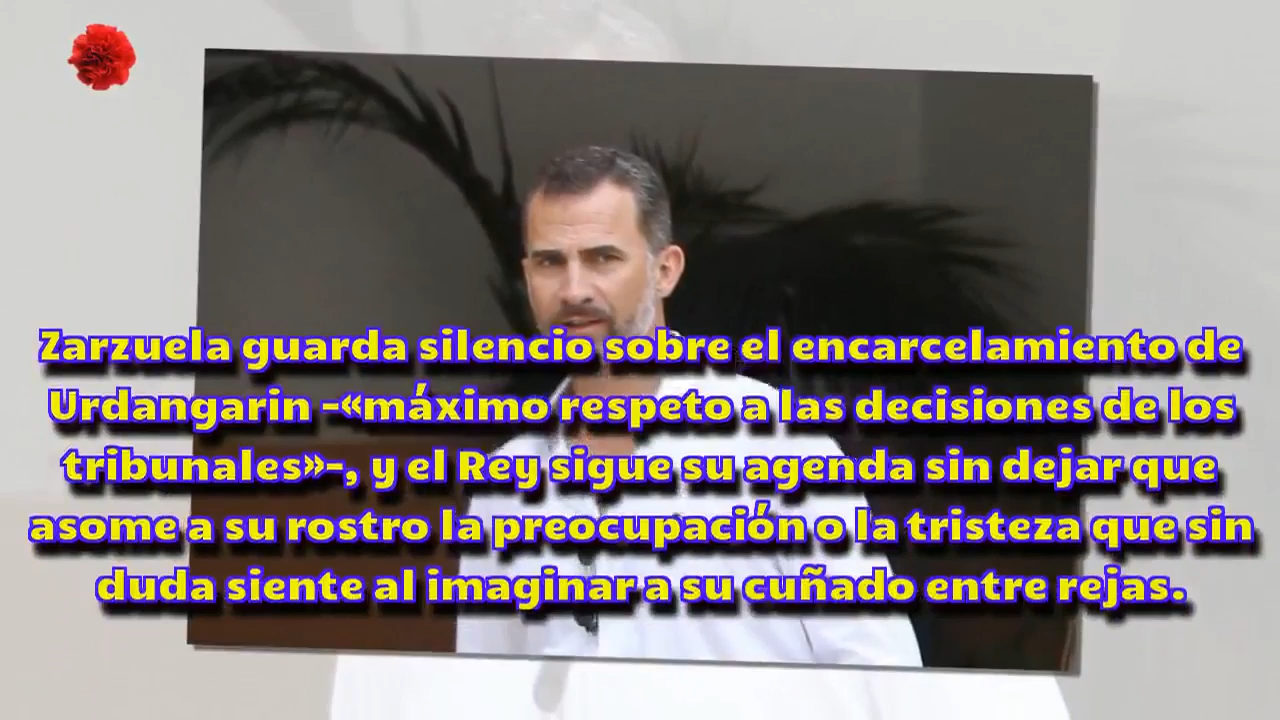 Zarzuela guarda silencio sobre el encarcelamiento de
Urdangarin -«máximo respeto a las decisiones de los
tribunales»-, y el Rey sigue su agenda sin dejar que
asome a su rostro la preocupación o la tristeza que sin
duda siente al imaginar a su cuñado entre rejas.